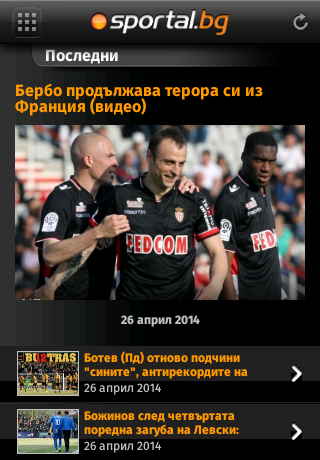 sportal.bg
Последни
Бербо продължава терора си из
Франция (видео)
FEDCOM
FEDC
26 април 2014
BULTRAS
Ботев (Пд) отново подчини
"сините", антирекордите на
26 април 2014
Божинов след четвъртата
поредна загуба на Левски:
26 април 2014